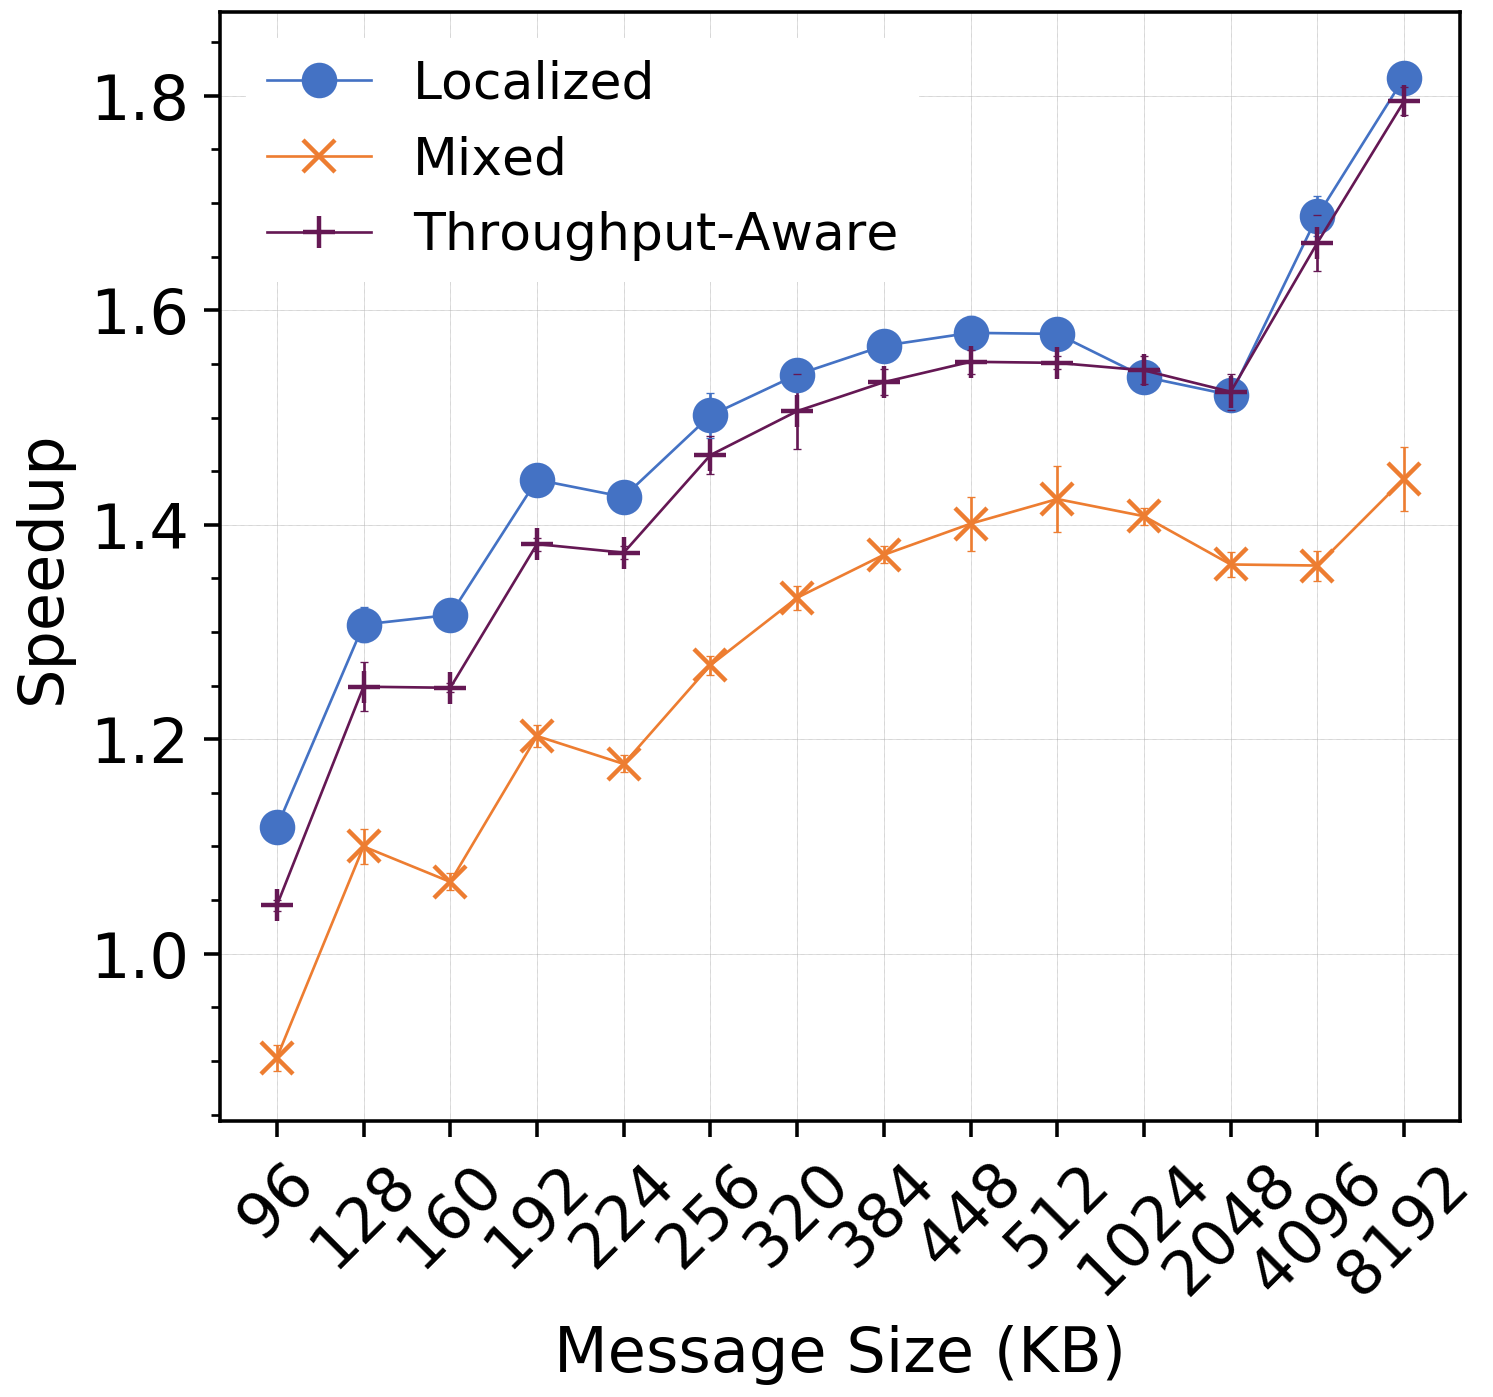 Localized
Mixed
Throughput-Aware
Speedup
1.8
1.6
1.4
1.2
1.0
96 128 160 192 224 256 320 384 448 512 1024 2048 4096 8192
Message Size (KB)